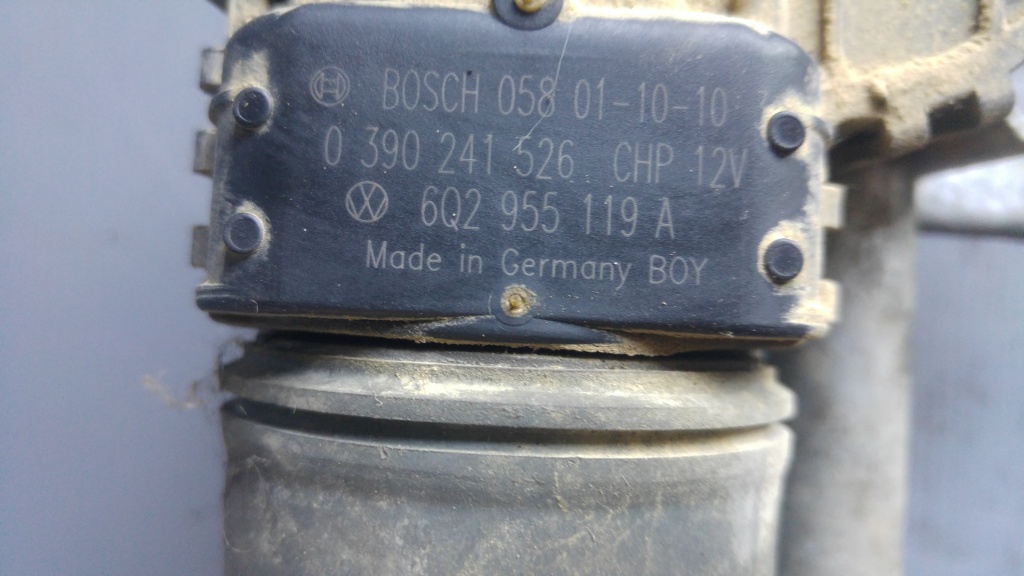 BOSCH 058 01-10-10
0 390 241 526 CHP 12V
6Q2 955 119 A
Made in Germany BOY